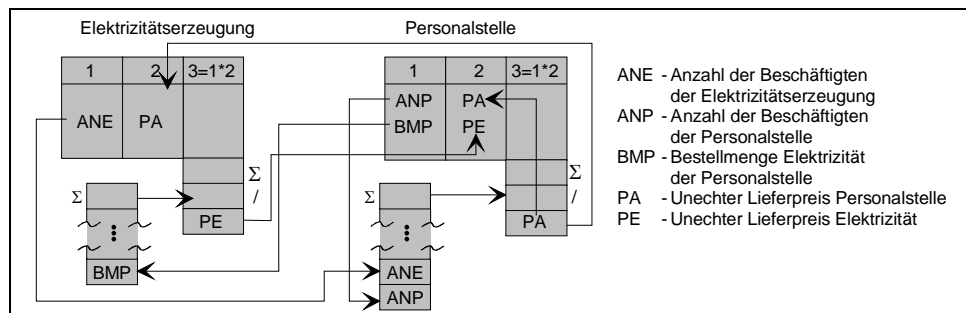 Elektrizitätserzeugung Personalstelle
1 2 3=1*2 1 2 3=1*2
ANE PA ANP PA
BMP PE
Σ Σ / Σ Σ /
PE PA
BMP ANE
ANP
ANE - Anzahl der Beschäftigten
der Elektrizitätserzeugung
ANP - Anzahl der Beschäftigten
der Personalstelle
BMP - Bestellmenge Elektrizität
der Personalstelle
PA - Unechter Lieferpreis Personalstelle
PE - Unechter Lieferpreis Elektrizität